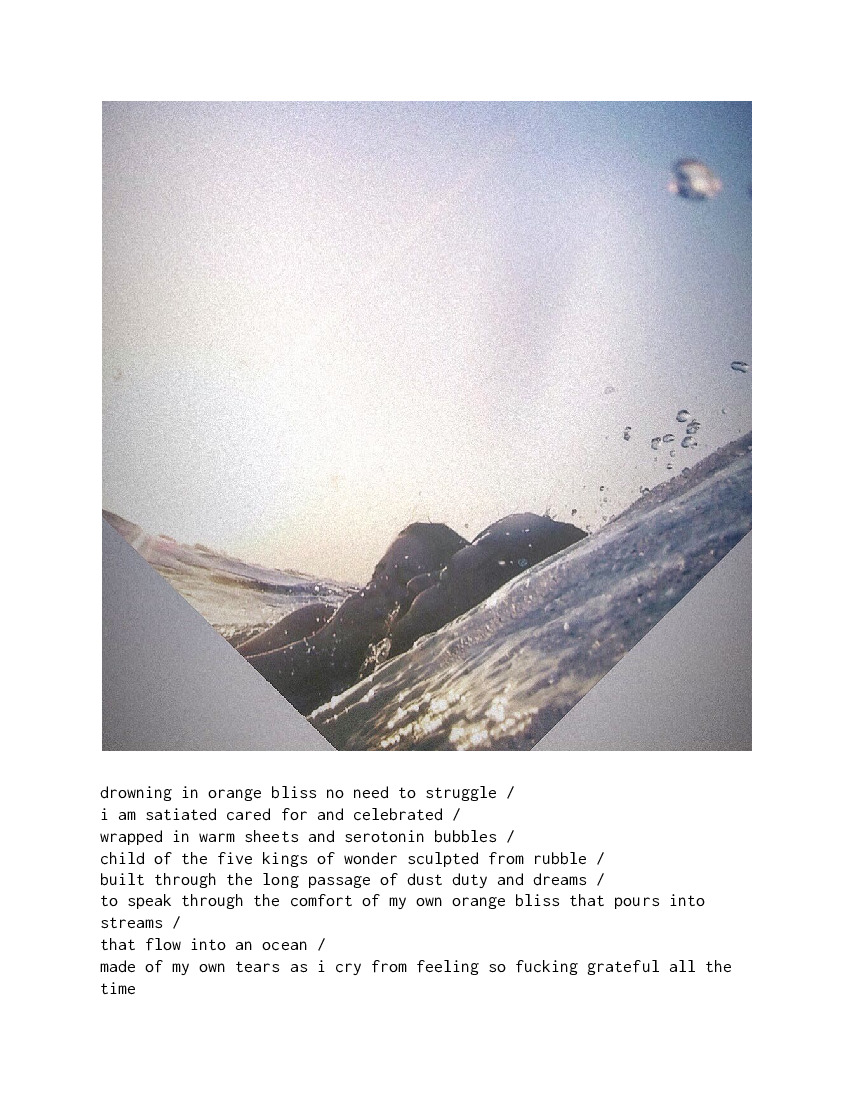 drowning in orange bliss no need to struggle /
i am satiated cared for and celebrated /
wrapped in warm sheets and serotonin bubbles /
child of the five kings of wonder sculpted from rubble /
built through the long passage of dust duty and dreams /
to speak through the comfort of my own orange bliss that pours into
streams /
that flow into an ocean /
made of my own tears as i cry from feeling so fucking grateful all the
time